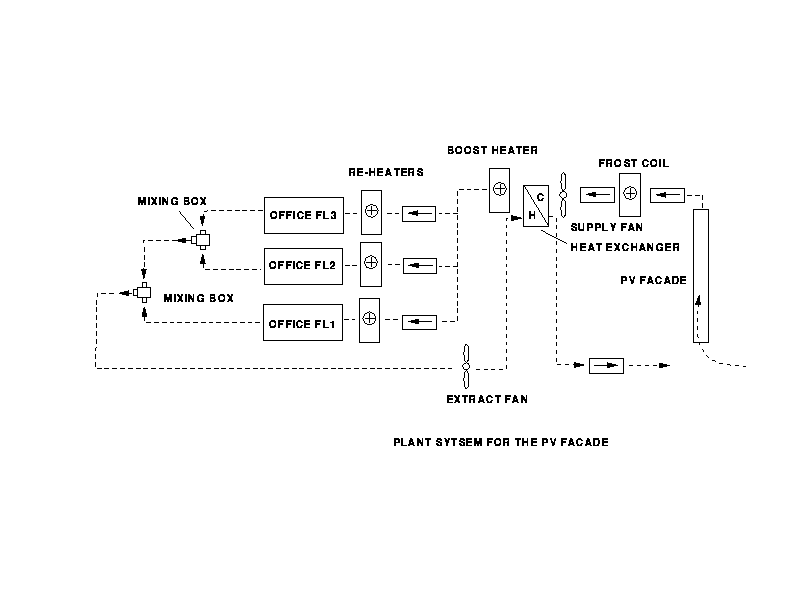 BOOST HEATER
FROST COIL
RE-HEATERS
MIXING BOX
C
H
OFFICE FL3
SUPPLY FAN
HEAT EXCHANGER
OFFICE FL2
PV FACADE
MIXING BOX
OFFICE FL1
EXTRACT FAN
PLANT SYTSEM FOR THE PV FACADE